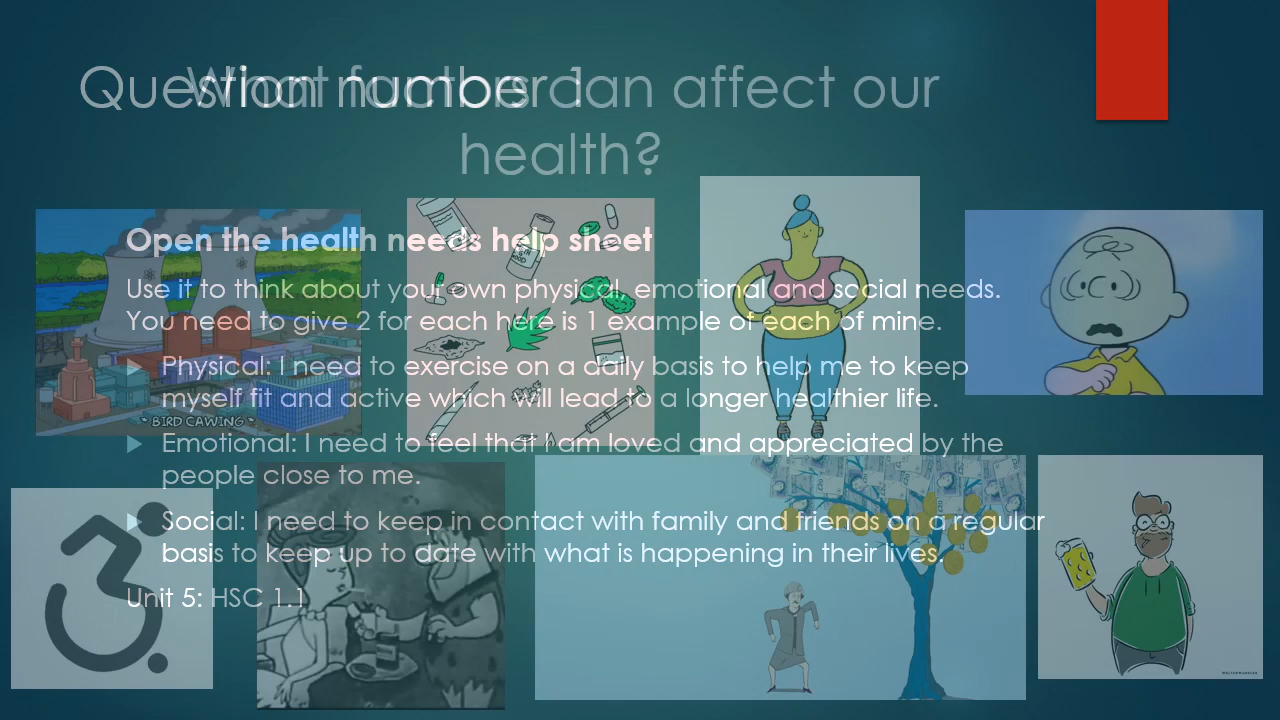 Question number 1
What factors can affect our
health?
Open the health needs help sheet
Use it to think about your own physical, emotional and social needs.
You need to give 2 for each here is 1 example of each of mine.
Physical: I need to exercise on a daily basis to help me to keep
myself fit and active which will lead to a longer healthier life.
Emotional: I need to feel that I am loved and appreciated by the
people close to me.
Social: I need to keep in contact with family and friends on a regular
basis to keep up to date with what is happening in their lives.
Unit 5: HSC 1.1
* BIRD CAWING *